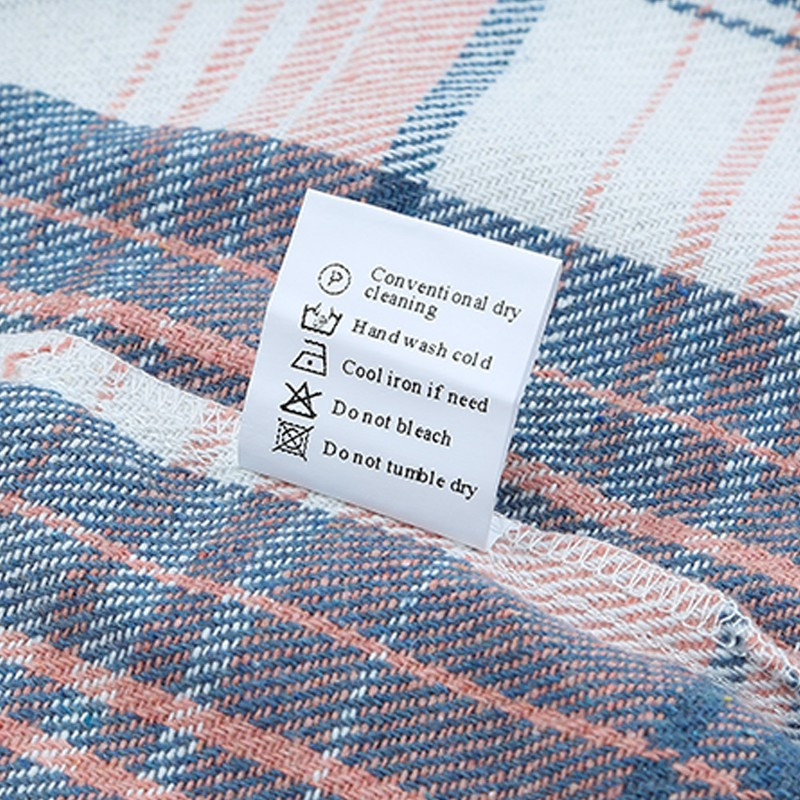 P Conventional dry
cleaning
Hand wash cold
Cool iron if need
Do not bleach
Do not tumble dry